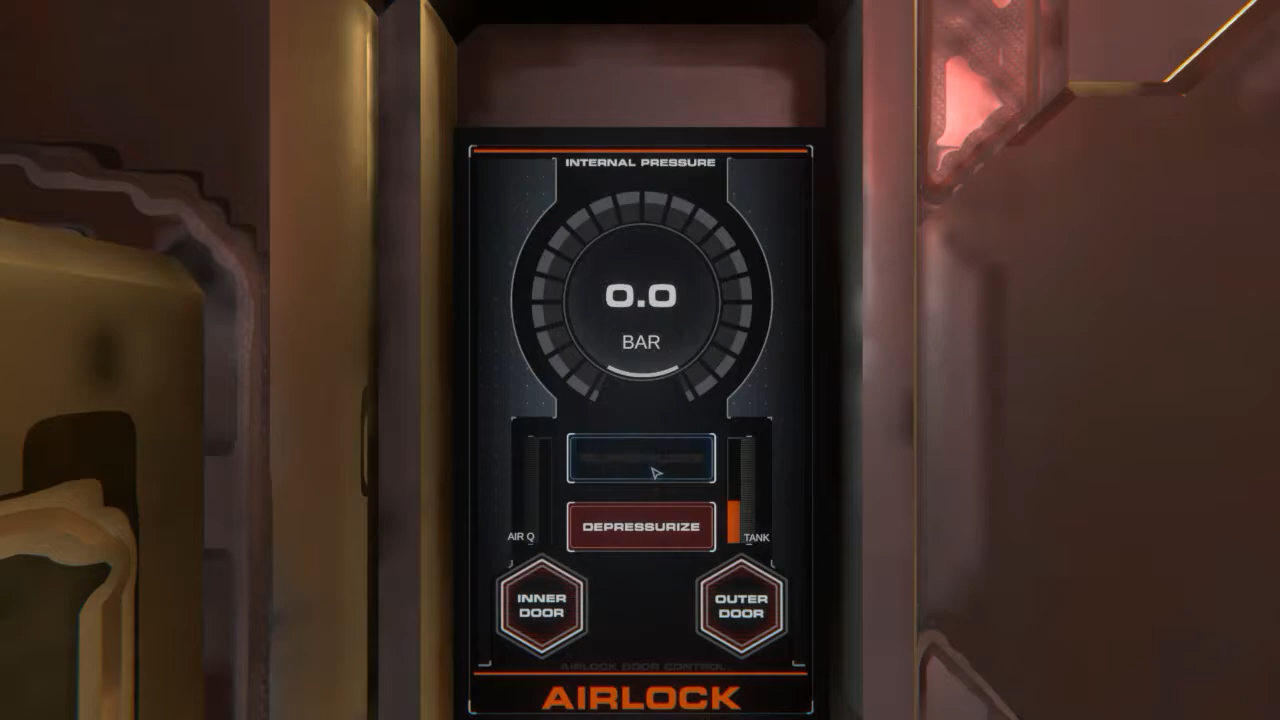 INTERNAL PRESSURE
0.0
BAR
DEPRESSURIZE
AIR Q
TANK
INNER
DOOR
OUTER
DOOR
AIRLOCK DOOR CONTROL
AIRLOCK